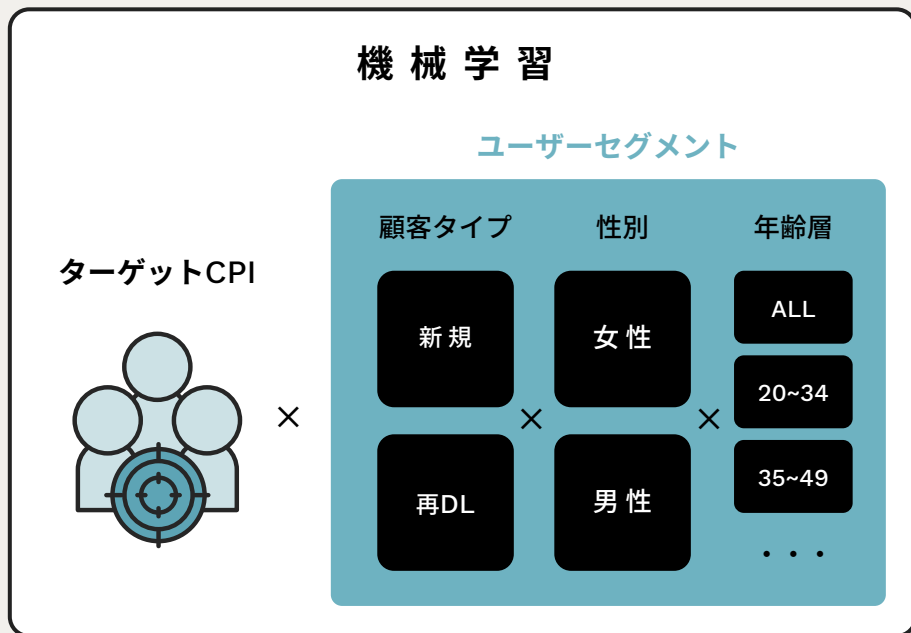 機械学習
ユーザーセグメント
ターゲットCPI
×
顧客タイプ
新規
再DL
×
性別
女性
男性
×
年齢層
ALL
20~34
35~49
・・・